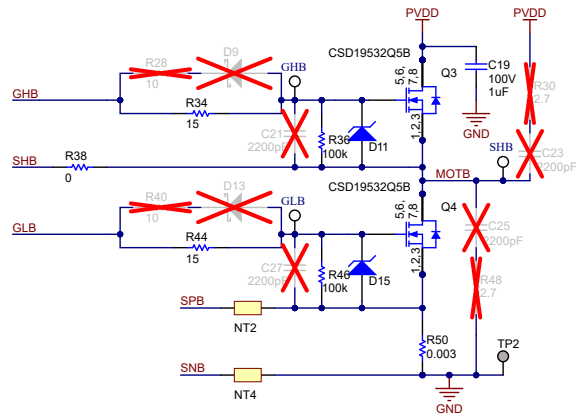 PVDD
PVDD
R28
10
D9
GHB
CSD19532Q5B
Q3
C19
100V
1uF
5,6,
7,8
GHB
R34
15
C21
2200pF
R36
100k
D11
1,2,3
GND
R30
2.7
C23
2200pF
SHB
R38
0
SHB
MOTB
CSD19532Q5B
R40
10
D13
GLB
Q4
5,6,
7,8
GLB
R44
15
C27
2200pF
R46
100k
D15
1,2,3
C25
2200pF
R48
2.7
SPB
NT2
R50
0.003
TP2
SNB
NT4
GND